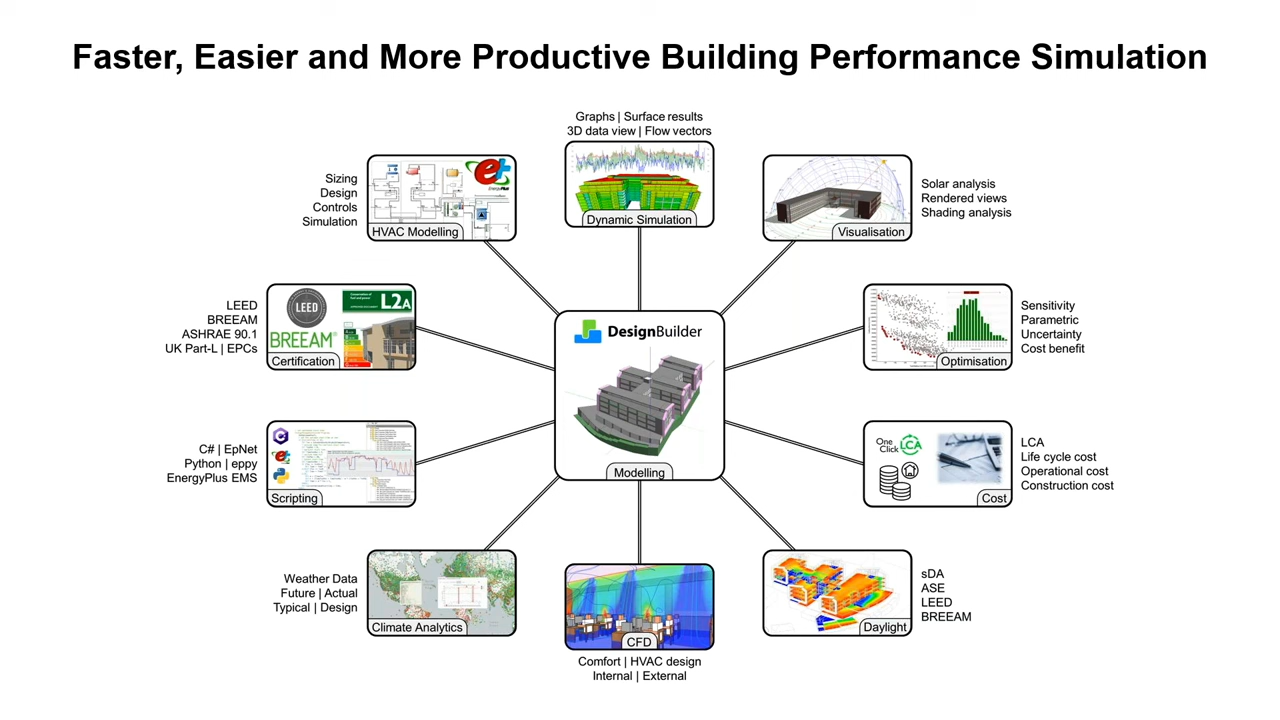 Faster, Easier and More Productive Building Performance Simulation
Graphs | Surface results
3D data view | Flow vectors
Dynamic Simulation
Sizing
Design
Controls
Simulation
EnergyPlus
HVAC Modelling
Solar analysis
Rendered views
Shading analysis
Visualisation
LEED
BREEAM
ASHRAE 90.1
UK Part-L | EPCs
LEED
L2A
BREEAM®
Certification
DesignBuilder
Modelling
Sensitivity
Parametric
Uncertainty
Cost benefit
Optimisation
C# | EpNet
Python | eppy
EnergyPlus EMS
Scripting
One
Click
LCA
Cost
LCA
Life cycle cost
Operational cost
Construction cost
Weather Data
Future | Actual
Typical | Design
Climate Analytics
CFD
Comfort | HVAC design
Internal | External
Daylight
sDA
ASE
LEED
BREEAM